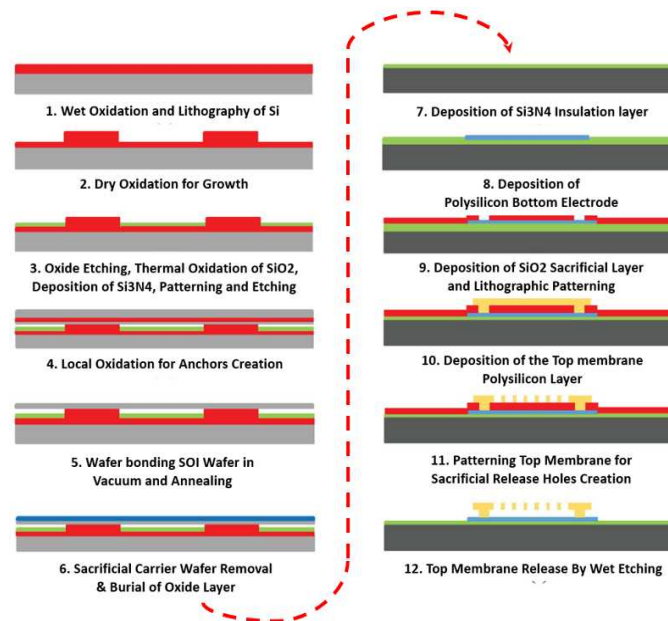 1. Wet Oxidation and Lithography of Si
2. Dry Oxidation for Growth
3. Oxide Etching, Thermal Oxidation of SiO2,
Deposition of Si3N4, Patterning and Etching
4. Local Oxidation for Anchors Creation
5. Wafer bonding SOI Wafer in
Vacuum and Annealing
6. Sacrificial Carrier Wafer Removal
& Burial of Oxide Layer
7. Deposition of Si3N4 Insulation layer
8. Deposition of
Polysilicon Bottom Electrode
9. Deposition of SiO2 Sacrificial Layer
and Lithographic Patterning
10. Deposition of the Top membrane
Polysilicon Layer
11. Patterning Top Membrane for
Sacrificial Release Holes Creation
12. Top Membrane Release By Wet Etching